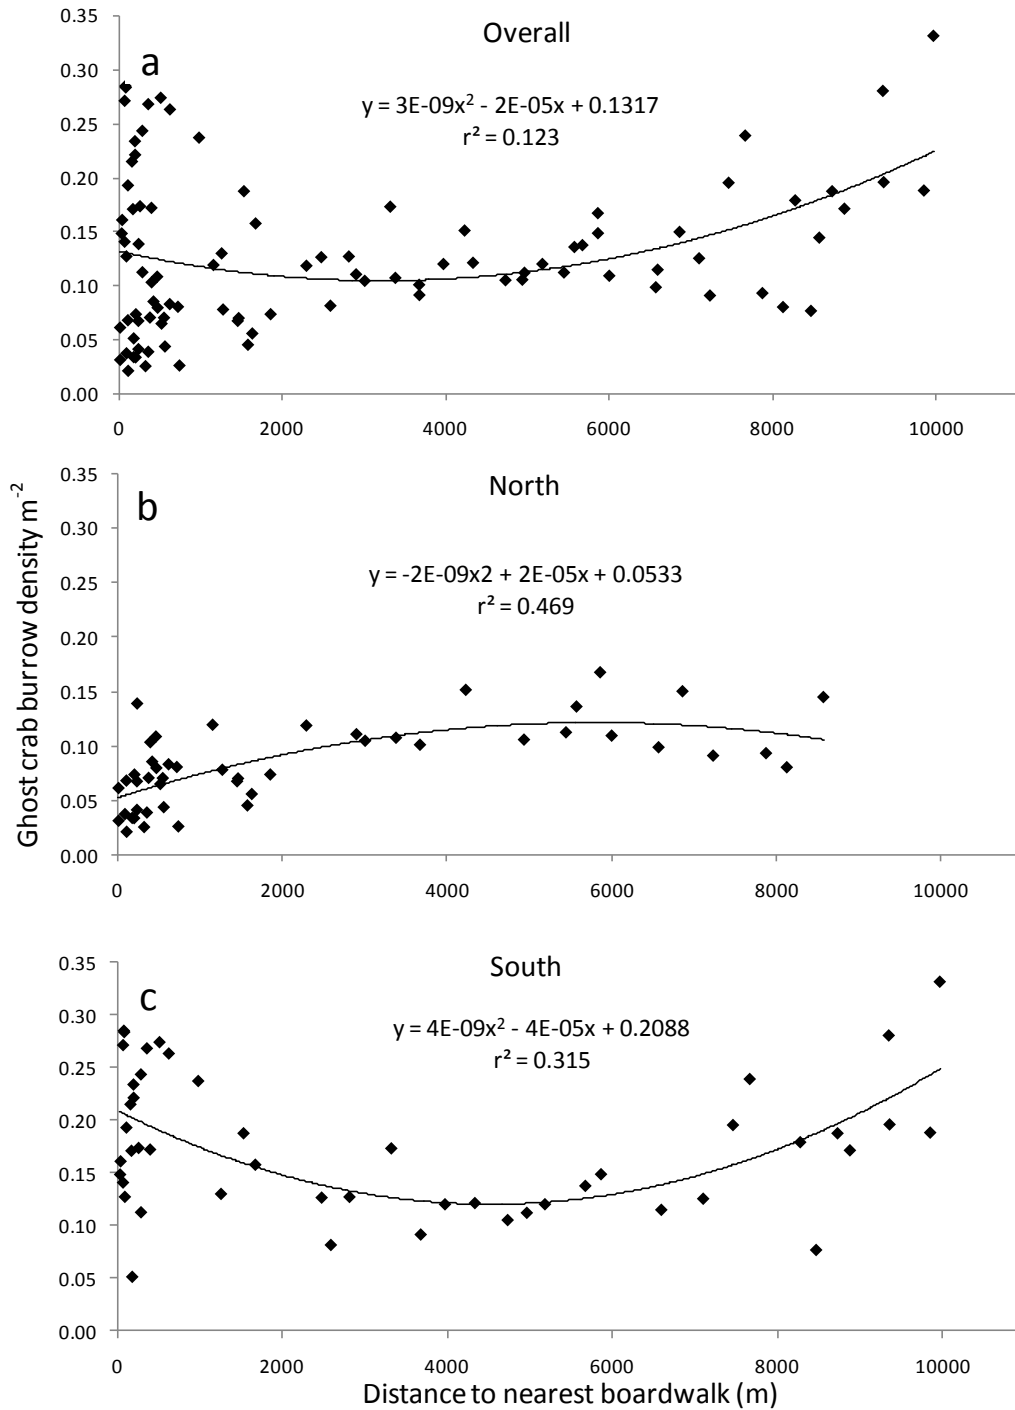 Ghost crab burrow density m⁻²
0.35
0.30
0.25
0.20
0.15
0.10
0.05
0.00
a
Overall
y = 3E-09x² - 2E-05x + 0.1317
r² = 0.123
0 2000 4000 6000 8000 10000
0.35
0.30
0.25
0.20
0.15
0.10
0.05
0.00
b
North
y = -2E-09x2 + 2E-05x + 0.0533
r² = 0.469
0 2000 4000 6000 8000 10000
0.35
0.30
0.25
0.20
0.15
0.10
0.05
0.00
c
South
y = 4E-09x² - 4E-05x + 0.2088
r² = 0.315
0 2000 4000 6000 8000 10000
Distance to nearest boardwalk (m)